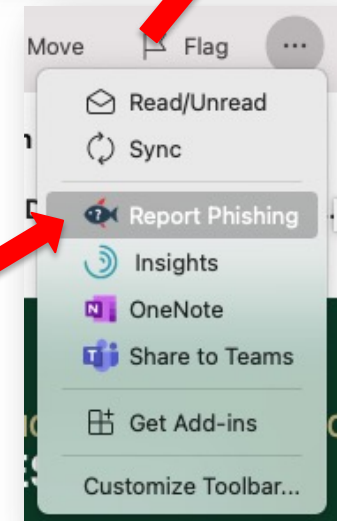 Move Flag ...
Read/Unread
Sync
Report Phishing
Insights
OneNote
Share to Teams
Get Add-ins
Customize Toolbar...